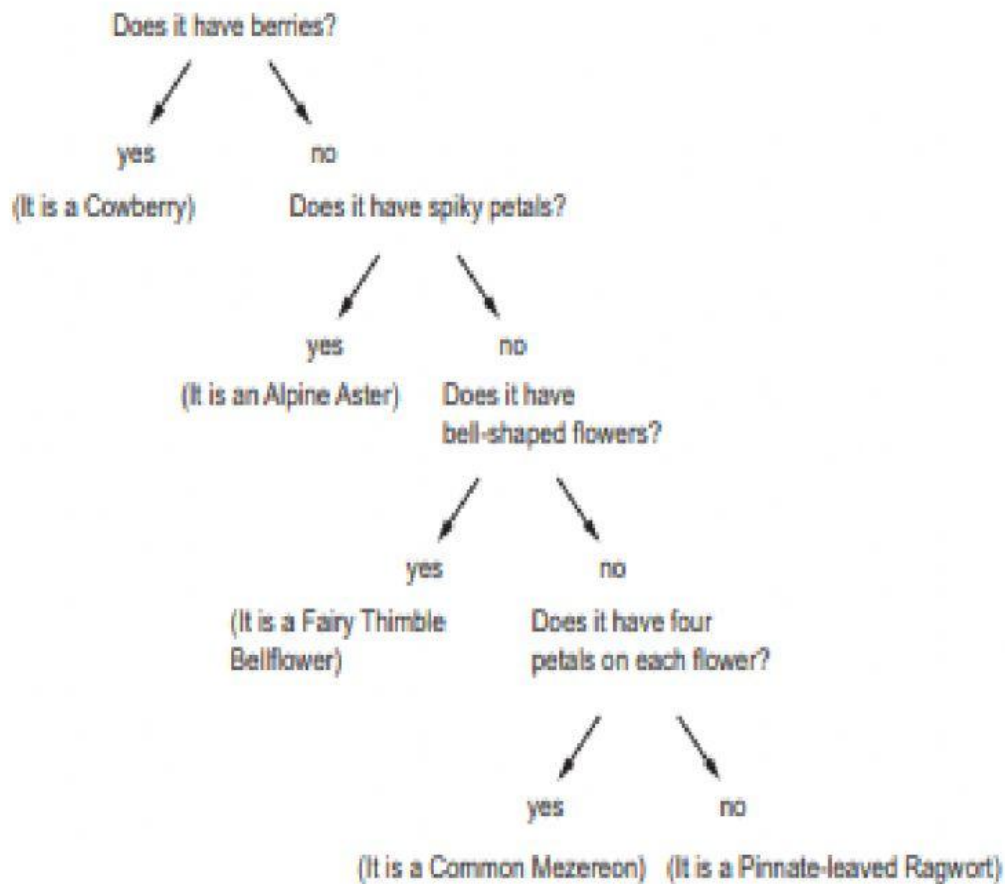 Does it have berries?
yes
no
(It is a Cowberry)
Does it have spiky petals?
yes
no
(It is an Alpine Aster)
Does it have
bell-shaped flowers?
yes
no
(It is a Fairy Thimble
Bellflower)
Does it have four
petals on each flower?
yes
no
(It is a Common Mezereon)
(It is a Pinnate-leaved Ragwort)